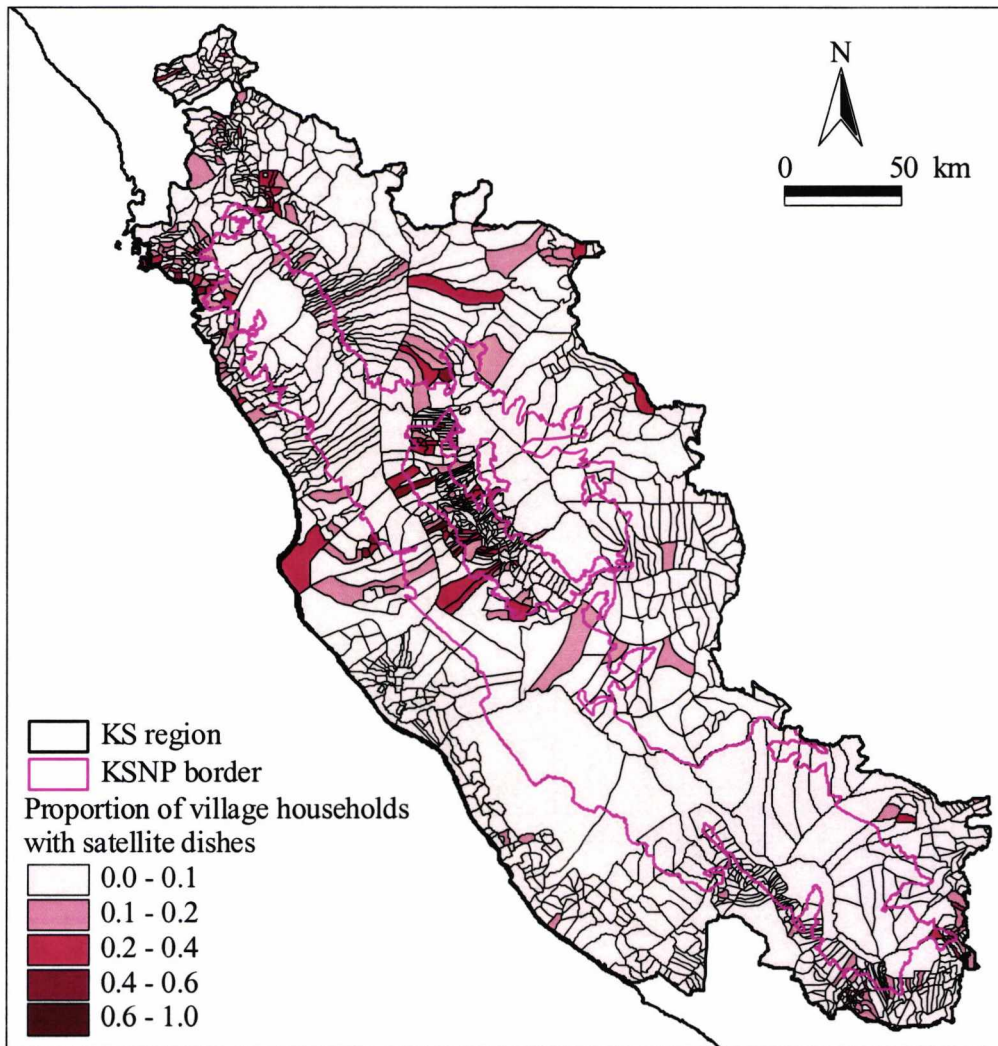 N
0 50 km
KS region
KSNP border
Proportion of village households
with satellite dishes
0.0 - 0.1
0.1 - 0.2
0.2 - 0.4
0.4 - 0.6
0.6 - 1.0